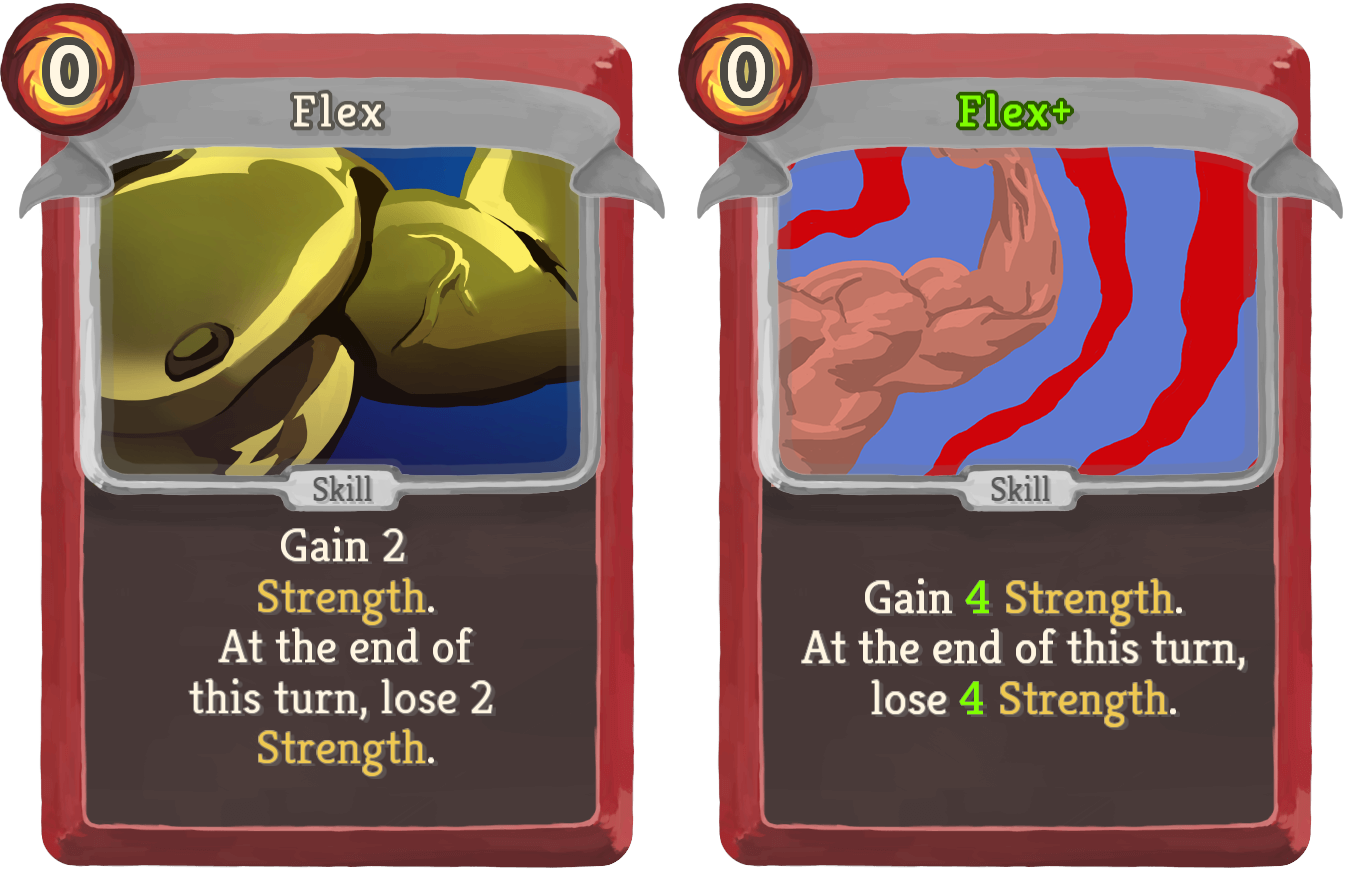 0
Flex
Skill
Gain 2
Strength.
At the end of
this turn, lose 2
Strength.
0
Flex+
Skill
Gain 4 Strength.
At the end of this turn,
lose 4 Strength.